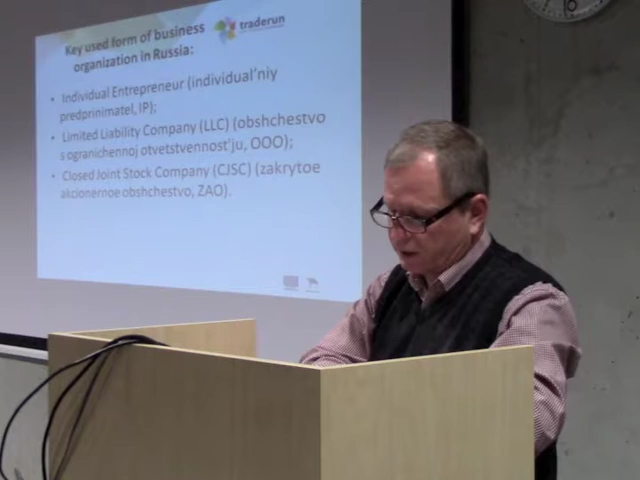 traderun
Key used form of business
organization in Russia:
• Individual Entrepreneur (individual'niy
predprinimatel, IP);
• Limited Liability Company (LLC) (obshchestvo
s ogranichennoj otvetstvennost'ju, OOO);
• Closed Joint Stock Company (CJSC) (zakrytoe
akcionernoe obshchestvo, ZAO).